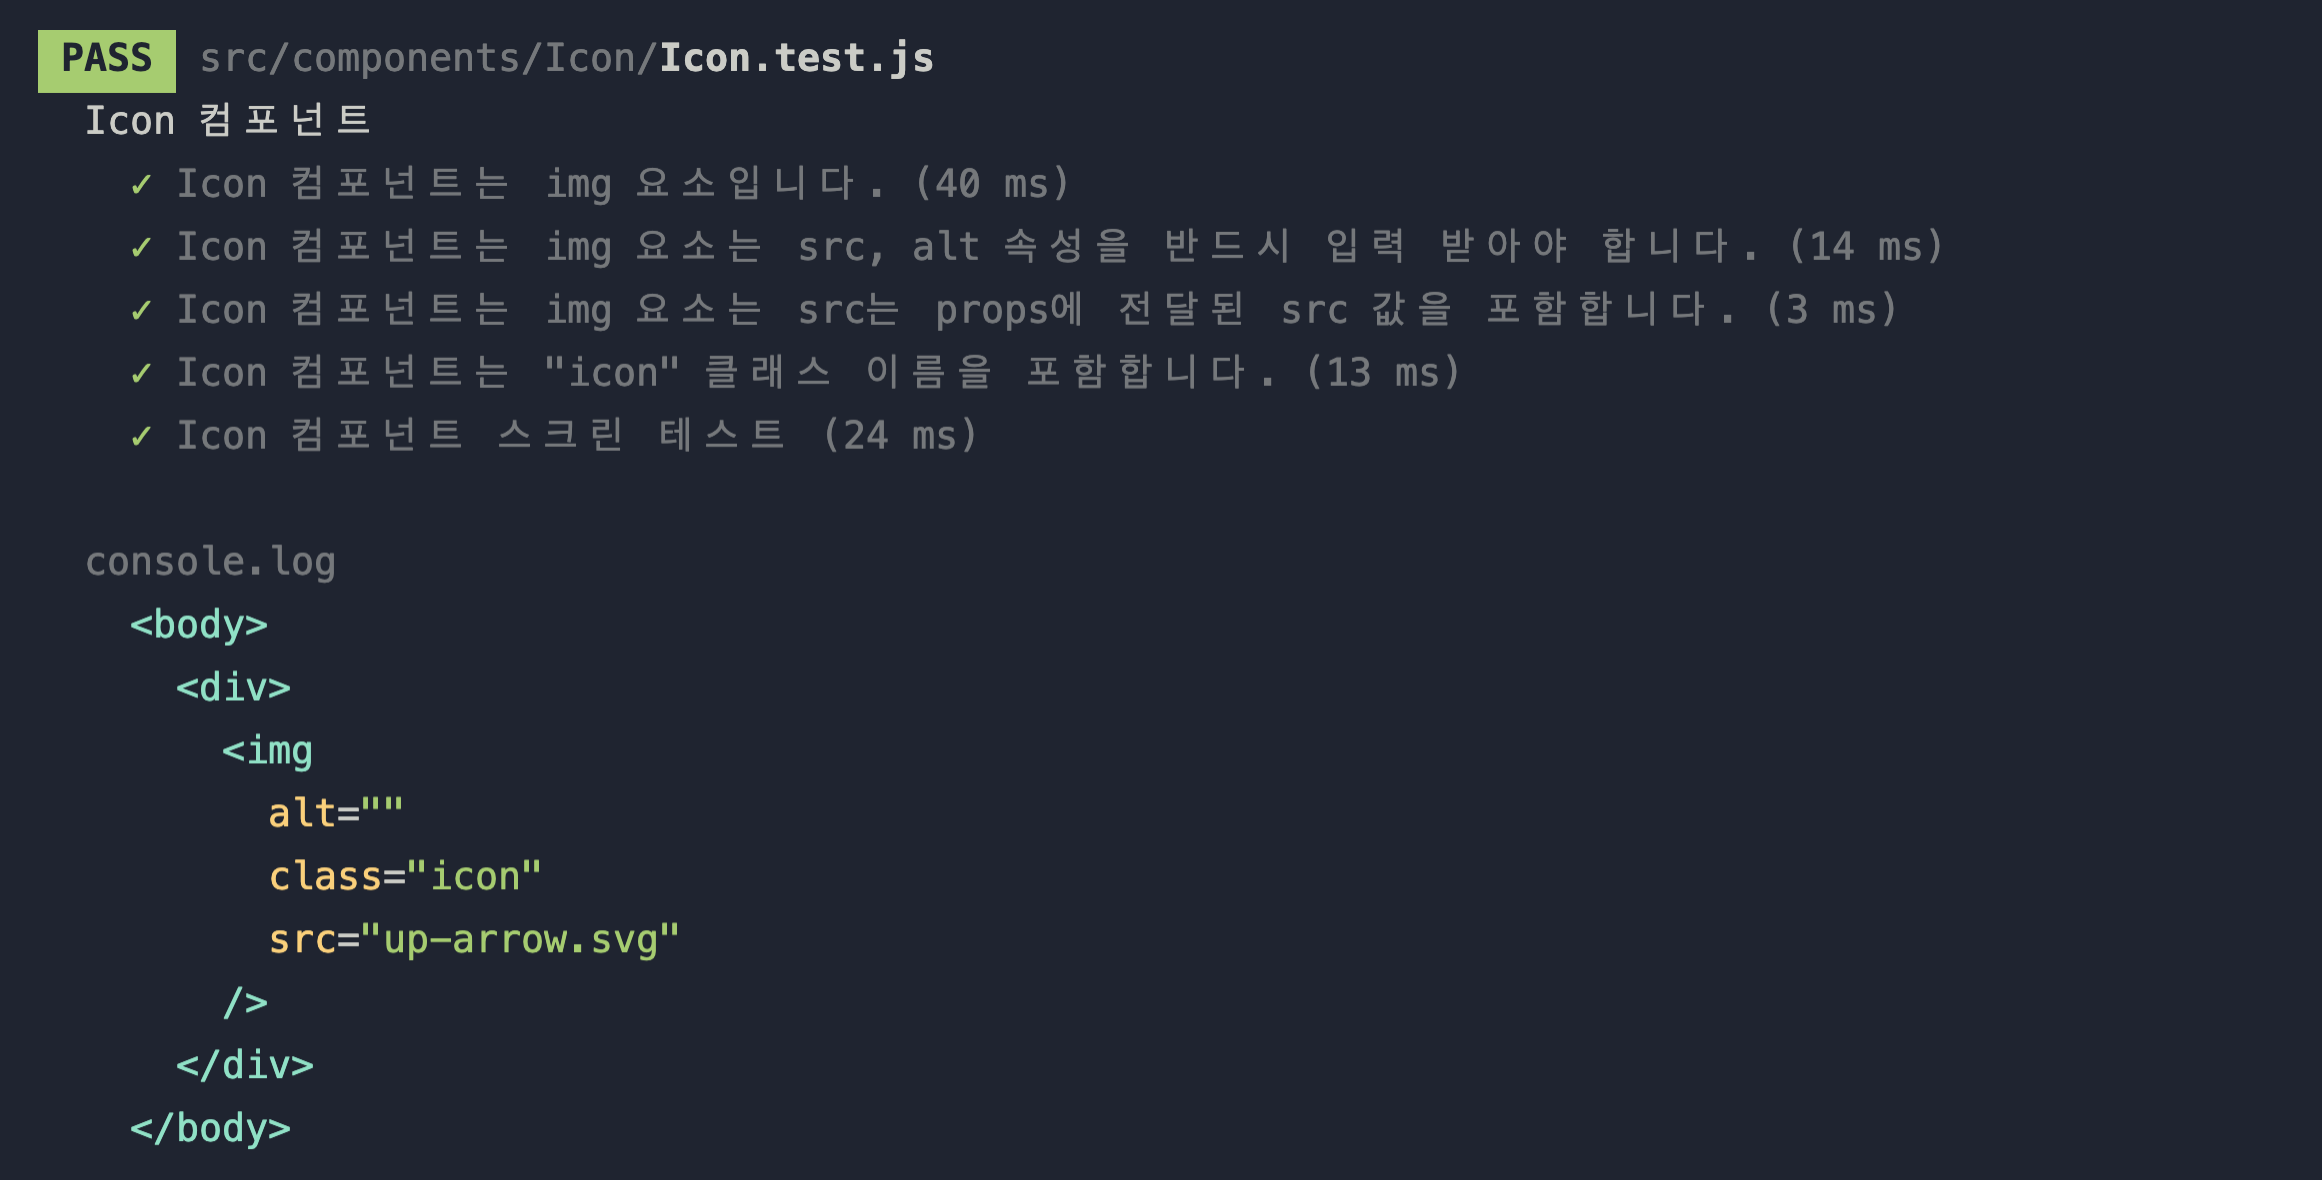 PASS src/components/Icon/Icon.test.js
Icon 컴포넌트
✓ Icon 컴포넌트는 img 요소입니다. (40 ms)
✓ Icon 컴포넌트는 img 요소는 src, alt 속성을 반드시 입력 받아야 합니다. (14 ms)
✓ Icon 컴포넌트는 img 요소는 src는 props에 전달된 src 값을 포함합니다. (3 ms)
✓ Icon 컴포넌트는 "icon" 클래스 이름을 포함합니다. (13 ms)
✓ Icon 컴포넌트 스크린 테스트 (24 ms)
console.log
<body>
<div>
<img
alt=""
class="icon"
src="up-arrow.svg"
/>
</div>
</body>